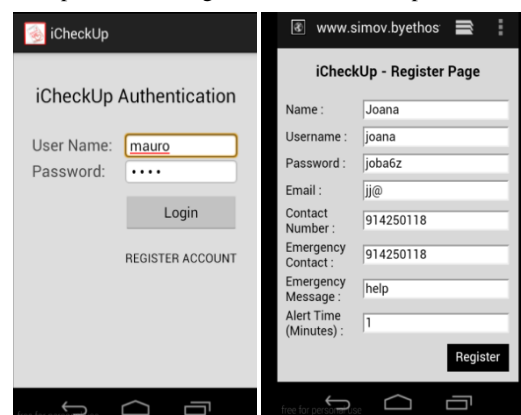 iCheckUp
iCheckUp Authentication
User Name: mauro
Password: ••••
Login
REGISTER ACCOUNT
www.simov.byethos
iCheckUp - Register Page
Name : Joana
Username : joana
Password : joba6z
Email : jj@
Contact
Number : 914250118
Emergency
Contact : 914250118
Emergency
Message : help
Alert Time
(Minutes) : 1
Register
free for personal use